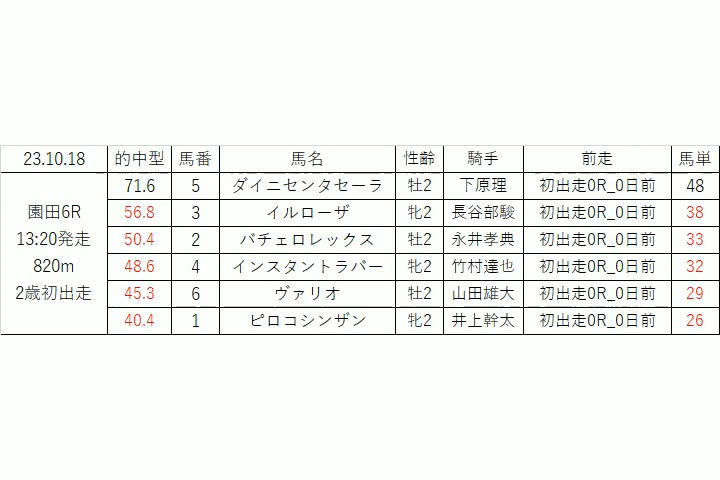 23.10.18 的中型 馬番 馬名 性齢 騎手 前走 馬単
71.6 5 ダイニセンタセーラ 牡2 下原理 初出走0R_0日前 48
園田6R 56.8 3 イルローザ 牝2 長谷部駿 初出走0R_0日前 38
13:20発走 50.4 2 バチェロレックス 牡2 永井孝典 初出走0R_0日前 33
820m 48.6 4 インスタントラバー 牝2 竹村達也 初出走0R_0日前 32
2歳初出走 45.3 6 ヴァリオ 牡2 山田雄大 初出走0R_0日前 29
40.4 1 ピロコシンザン 牝2 井上幹太 初出走0R_0日前 26